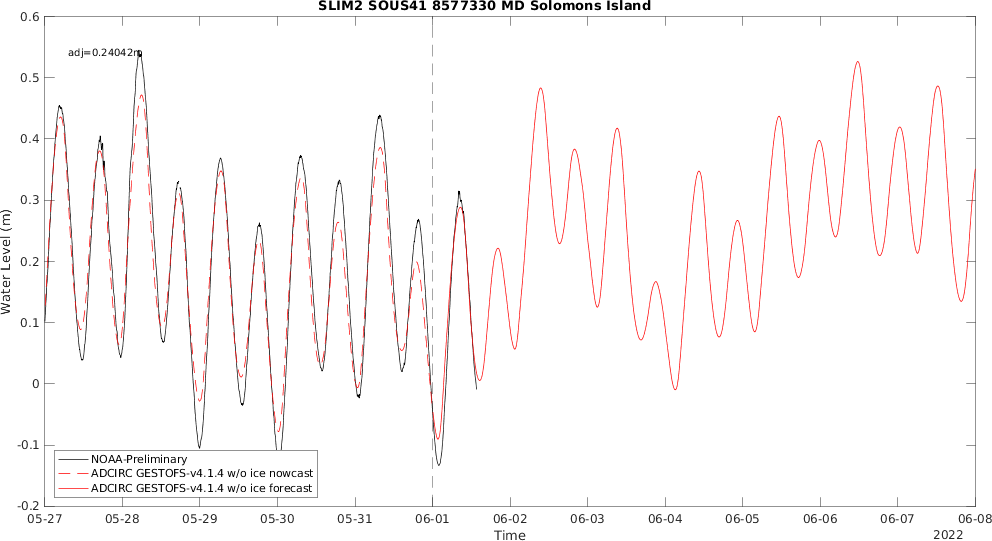 SLIM2 SOUS41 8577330 MD Solomons Island
adj=0.24042m
Water Level (m)
0.6
0.5
0.4
0.3
0.2
0.1
0
-0.1
-0.2
NOAA-Preliminary
ADCIRC GESTOFS-v4.1.4 w/o ice nowcast
ADCIRC GESTOFS-v4.1.4 w/o ice forecast
05-27 05-28 05-29 05-30 05-31 06-01 06-02 06-03 06-04 06-05 06-06 06-07 06-08
Time
2022